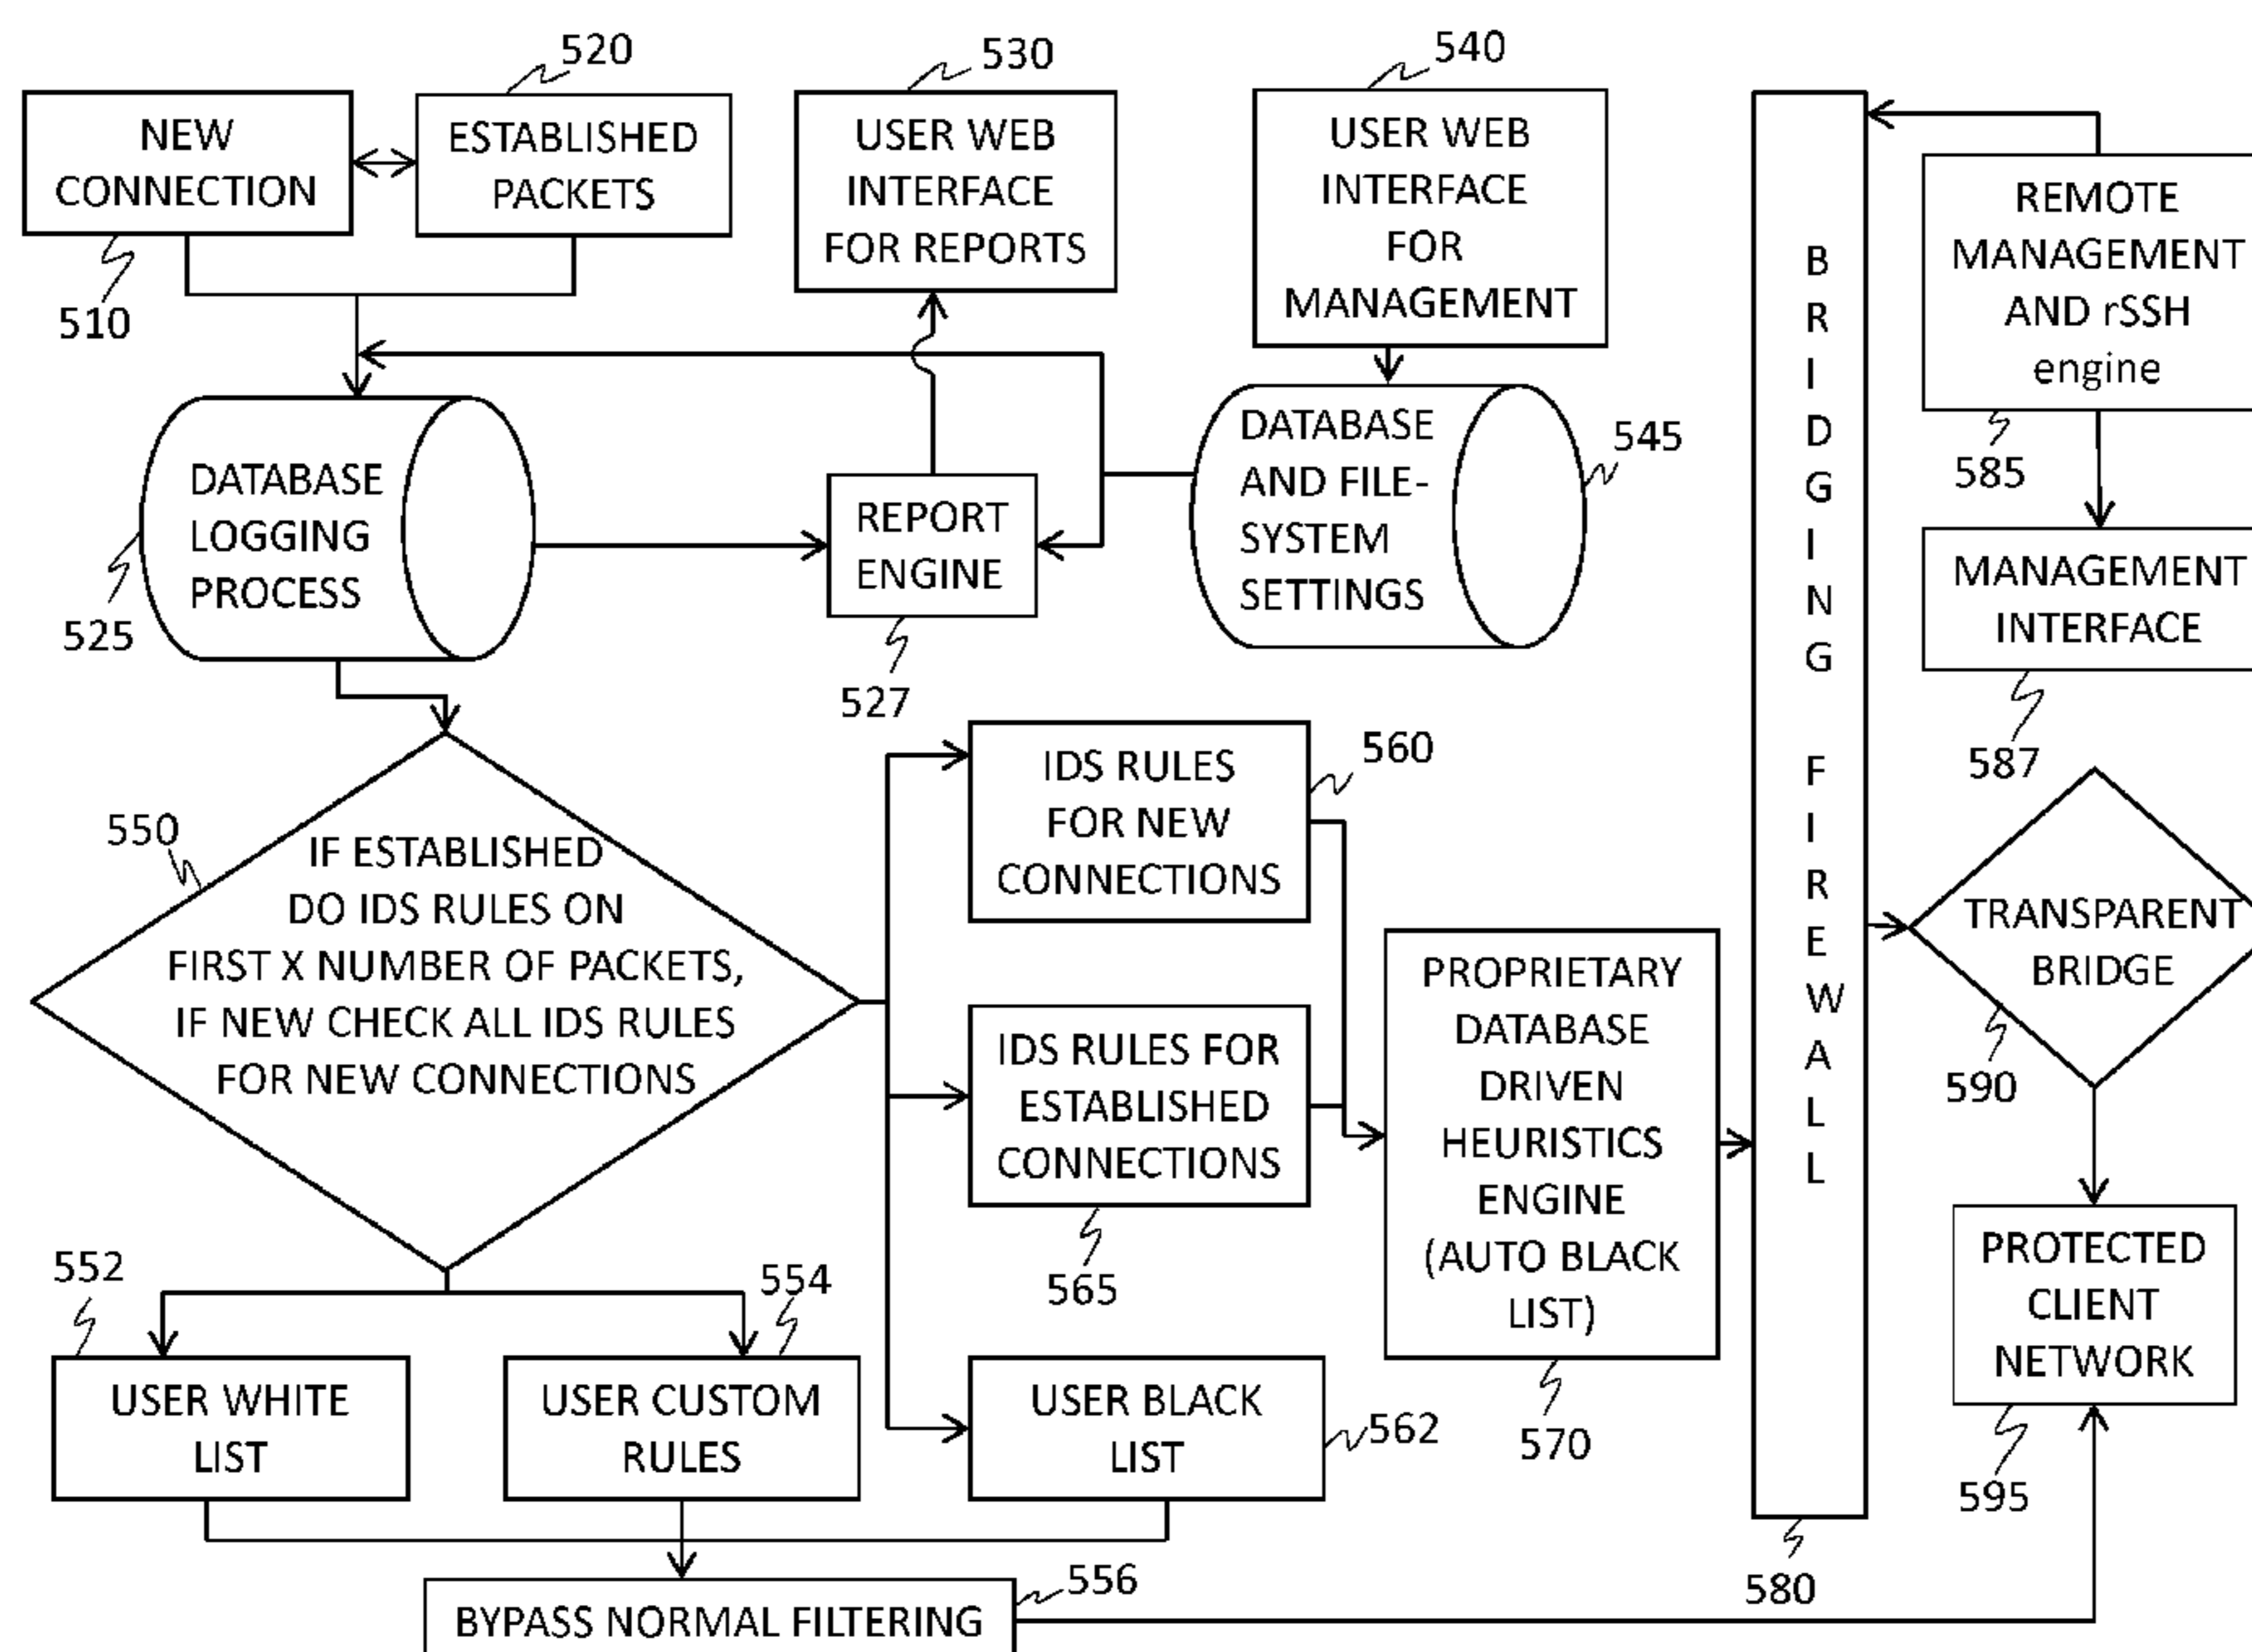 520
530
540
NEW
CONNECTION
ESTABLISHED
PACKETS
USER WEB
INTERFACE
FOR REPORTS
USER WEB
INTERFACE
FOR
MANAGEMENT
510
REMOTE
MANAGEMENT
AND rSSH
engine
585
DATABASE
LOGGING
PROCESS
525
REPORT
ENGINE
527
DATABASE
AND FILE-
SYSTEM
SETTINGS
545
MANAGEMENT
INTERFACE
587
B
R
I
D
G
I
N
G
F
I
R
E
W
A
L
L
580
550
IF ESTABLISHED
DO IDS RULES ON
FIRST X NUMBER OF PACKETS,
IF NEW CHECK ALL IDS RULES
FOR NEW CONNECTIONS
IDS RULES
FOR NEW
CONNECTIONS
560
IDS RULES FOR
ESTABLISHED
CONNECTIONS
565
PROPRIETARY
DATABASE
DRIVEN
HEURISTICS
ENGINE
(AUTO BLACK
LIST)
570
TRANSPARENT
BRIDGE
590
PROTECTED
CLIENT
NETWORK
595
552
USER WHITE
LIST
554
USER CUSTOM
RULES
USER BLACK
LIST
562
556
BYPASS NORMAL FILTERING